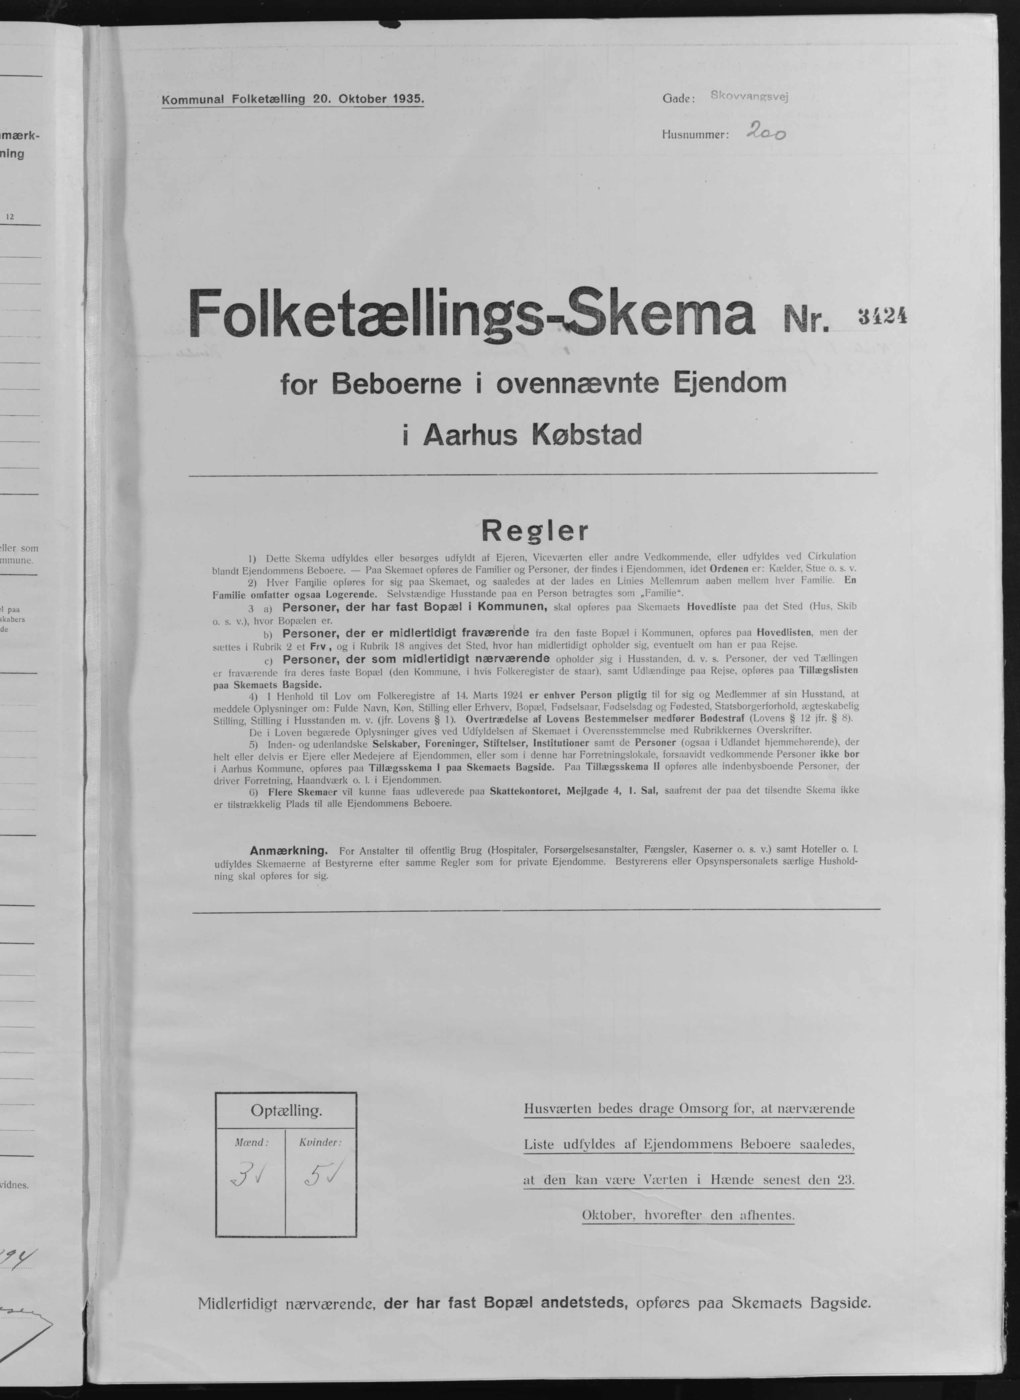 Kommunal Folketælling 20. Oktober 1935.
Gade: Skovvangsvej
Husnummer: 200
mærk-
ning
12
Folketællings-Skema Nr. 3424
for Beboerne i ovennævnte Ejendom
i Aarhus Købstad
Regler
1) Dette Skema udfyldes eller besørges udfyldt af Ejeren, Viceværten eller andre Vedkommende, eller udfyldes ved Cirkulation
blandt Ejendommens Beboere. — Paa Skemaet opføres de Familier og Personer, der findes i Ejendommen, idet Ordenen er: Kælder, Stue o. s. v.
2) Hver Familie opføres for sig paa Skemaet, og saaledes at der lades en Linies Mellemrum aaben mellem hver Familie. En
Familie omfatter ogsaa Logerende. Selvstændige Husstande paa en Person betragtes som „Familie“.
3 a) Personer, der har fast Bopæl i Kommunen, skal opføres paa Skemaets Hovedliste paa det Sted (Hus, Skib
o. s. v.), hvor Bopælen er.
b) Personer, der er midlertidigt fraværende fra den faste Bopæl i Kommunen, opføres paa Hovedlisten, men der
sættes i Rubrik 2 et Frv, og i Rubrik 18 angives det Sted, hvor han midlertidigt opholder sig, eventuelt om han er paa Rejse.
c) Personer, der som midlertidigt nærværende opholder sig i Husstanden, d. v. s. Personer, der ved Tællingen
er fraværende fra deres faste Bopæl (den Kommune, i hvis Folkeregister de staar), samt Udlændinge paa Rejse, opføres paa Tillægslisten
paa Skemaets Bagside.
4) I Henhold til Lov om Folkeregistre af 14. Marts 1924 er enhver Person pligtig til for sig og Medlemmer af sin Husstand, at
meddele Oplysninger om: Fulde Navn, Køn, Stilling eller Erhverv, Bopæl, Fødselsaar, Fødselsdag og Fødested, Statsborgerforhold, ægteskabelig
Stilling, Stilling i Husstanden m. v. (jfr. Lovens § 1). Overtrædelse af Lovens Bestemmelser medfører Bødestraf (Lovens § 12 jfr. § 8).
De i Loven begærede Oplysninger gives ved Udfyldelsen af Skemaet i Overensstemmelse med Rubrikkernes Overskrifter.
5) Inden- og udenlandske Selskaber, Foreninger, Stiftelser, Institutioner samt de Personer (ogsaa i Udlandet hjemmehørende), der
helt eller delvis er Ejere eller Medejere af Ejendommen, eller som i denne har Forretningslokale, forsaavidt vedkommende Personer ikke bor
i Aarhus Kommune, opføres paa Tillægsskema I paa Skemaets Bagside. Paa Tillægsskema II opføres alle indenbysboende Personer, der
driver Forretning, Haandværk o. l. i Ejendommen.
6) Flere Skemaer vil kunne faas udleverede paa Skattekontoret, Mejlgade 4, 1. Sal, saafremt der paa det tilsendte Skema ikke
er tilstrækkelig Plads til alle Ejendommens Beboere.
Anmærkning. For Anstalter til offentlig Brug (Hospitaler, Forsørgelsesanstalter, Fængsler, Kaserner o. s. v.) samt Hoteller o. l.
udfyldes Skemaerne af Bestyrerne efter samme Regler som for private Ejendomme. Bestyrerens eller Opsynspersonalets særlige Hushold-
ning skal opføres for sig.
eller som
mmune.
l paa
skabers
de
vidnes.
Optælling.
Mænd: Kvinder:
3 5
Husværten bedes drage Omsorg for, at nærværende
Liste udfyldes af Ejendommens Beboere saaledes,
at den kan være Værten i Hænde senest den 23.
Oktober, hvorefter den afhentes.
Midlertidigt nærværende, der har fast Bopæl andetsteds, opføres paa Skemaets Bagside.